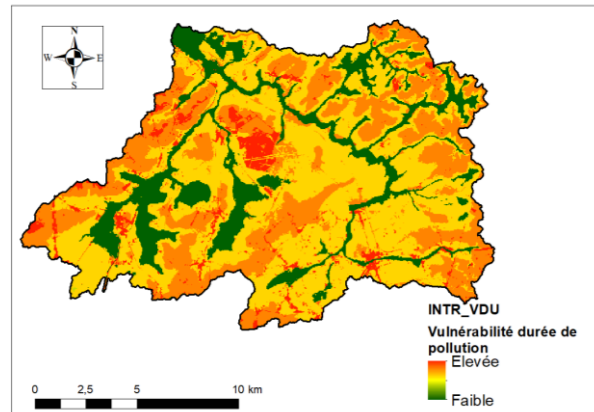 N
W E
S
INTR_VDU
Vulnérabilité durée de
pollution
Elevée
Faible
0 2,5 5 10 km